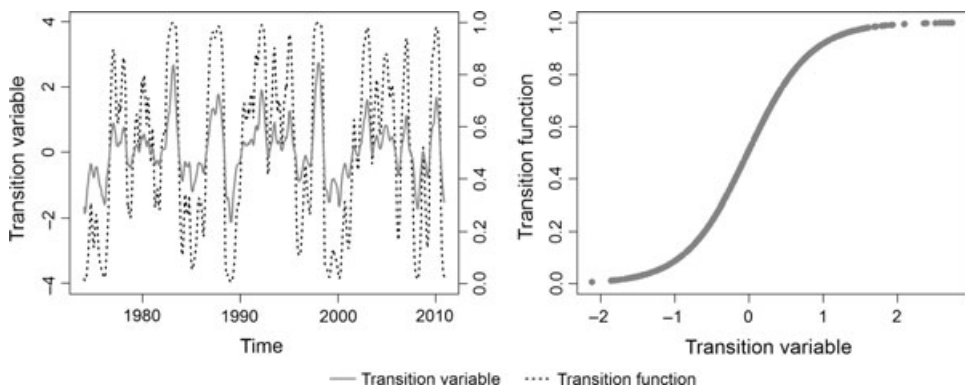 Transition variable
4
2
0
−2
−4
1.0
0.8
0.6
0.4
0.2
0.0
1980 1990 2000 2010
Time
Transition function
1.0
0.8
0.6
0.4
0.2
0.0
−2 −1 0 1 2
Transition variable
Transition variable Transition function